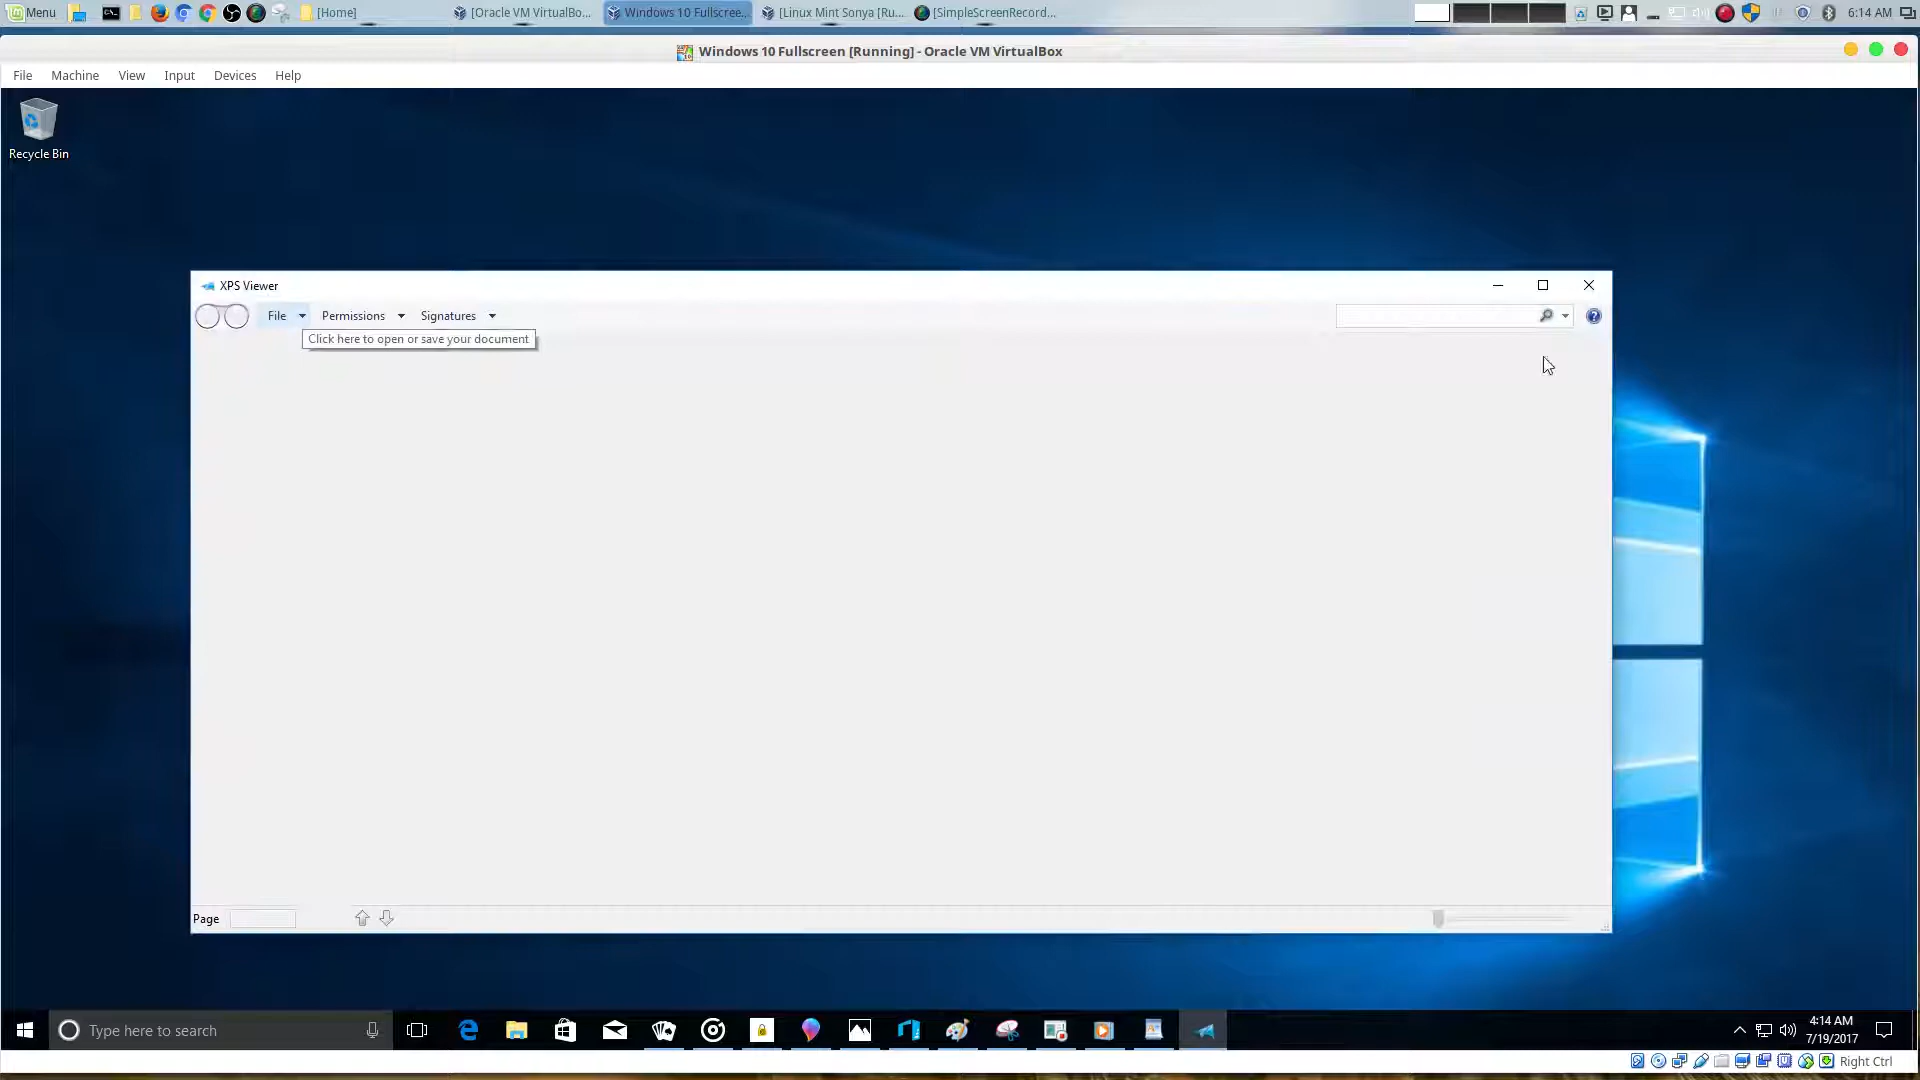 Menu [Home] [Oracle VM VirtualBo... Windows 10 Fullscree... [Linux Mint Sonya [Ru... [SimpleScreenRecord... 6:14 AM
Windows 10 Fullscreen [Running] - Oracle VM VirtualBox
File Machine View Input Devices Help
Recycle Bin
XPS Viewer
File Permissions Signatures
Click here to open or save your document
Page
Type here to search
4:14 AM
7/19/2017
Right Ctrl